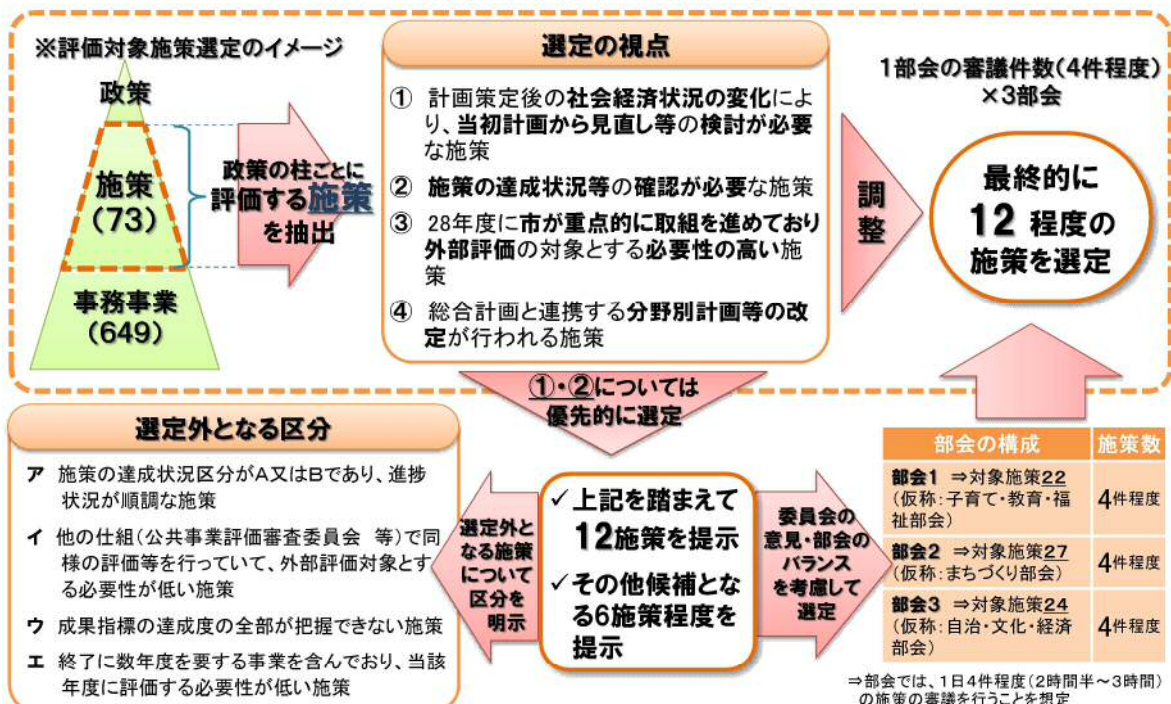 ※評価対象施策選定のイメージ
政策
施策
(73)
事務事業
(649)
政策の柱ごとに
評価する施策
を抽出
選定の視点
① 計画策定後の社会経済状況の変化によ
り、当初計画から見直し等の検討が必要
な施策
② 施策の達成状況等の確認が必要な施策
③ 28年度に市が重点的に取組を進めており
外部評価の対象とする必要性の高い施
策
④ 総合計画と連携する分野別計画等の改
定が行われる施策
調
整
1部会の審議件数(4件程度)
×3部会
最終的に
12 程度の
施策を選定
①・②については
優先的に選定
選定外となる区分
ア 施策の達成状況区分がA又はBであり、進捗
状況が順調な施策
イ 他の仕組(公共事業評価審査委員会 等)で同
様の評価等を行っていて、外部評価対象とす
る必要性が低い施策
ウ 成果指標の達成度の全部が把握できない施策
エ 終了に数年度を要する事業を含んでおり、当該
年度に評価する必要性が低い施策
選定外と
なる施策
について
区分を
明示
✓ 上記を踏まえて
12施策を提示
✓ その他候補とな
る6施策程度を
提示
委員会の
意見・部会の
バランス
を考慮して
選定
部会の構成 施策数
部会1 ⇒対象施策22
(仮称:子育て・教育・福
祉部会)
4件程度
部会2 ⇒対象施策27
(仮称:まちづくり部会)
4件程度
部会3 ⇒対象施策24
(仮称:自治・文化・経済
部会)
4件程度
⇒部会では、1日4件程度(2時間半～3時間)
の施策の審議を行うことを想定